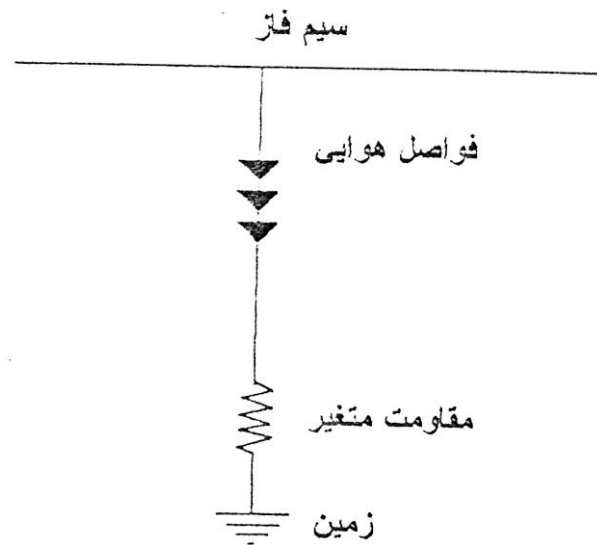 سیم فاز
فواصل هوایی
مقاومت متغیر
زمین